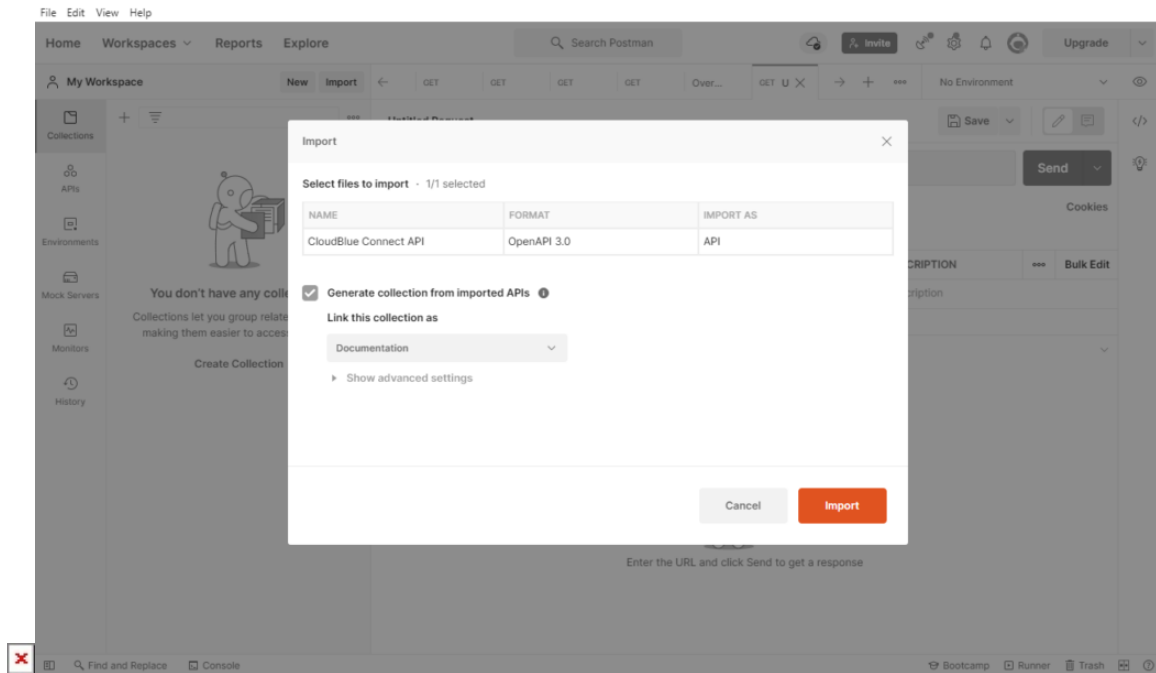 File Edit View Help
Home Workspaces Reports Explore Search Postman Invite Upgrade
My Workspace New Import GET GET GET GET Over... GET U No Environment
Collections
Save
APIs
Import
Select files to import · 1/1 selected
Send
Cookies
NAME FORMAT IMPORT AS
CloudBlue Connect API OpenAPI 3.0 API
Environments
CRIPTION Bulk Edit
Mock Servers
You don't have any colle
Generate collection from imported APIs
cription
Collections let you group relate
making them easier to acces
Link this collection as
Monitors
Documentation
Create Collection
Show advanced settings
History
Cancel Import
Enter the URL and click Send to get a response
Find and Replace Console Bootcamp Runner Trash